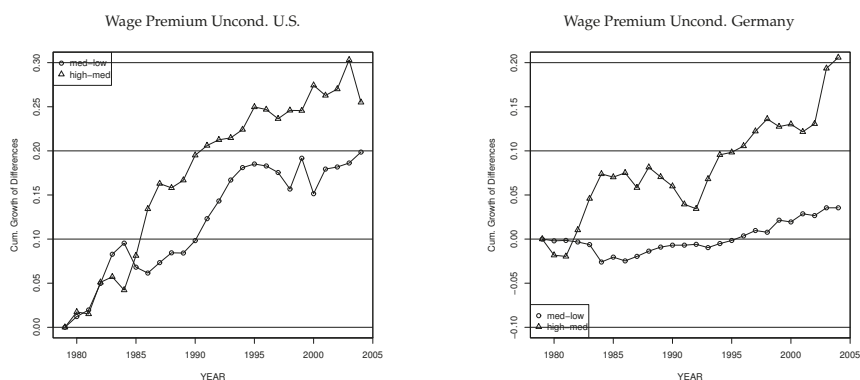 Wage Premium Uncond. U.S.
med−low
high−med
0.30
0.25
0.20
0.15
0.10
0.05
0.00
Cum. Growth of Differences
1980 1985 1990 1995 2000 2005
YEAR
Wage Premium Uncond. Germany
0.20
0.10
0.00
−0.05
−0.10
Cum. Growth of Differences
med−low
high−med
1980 1985 1990 1995 2000 2005
YEAR